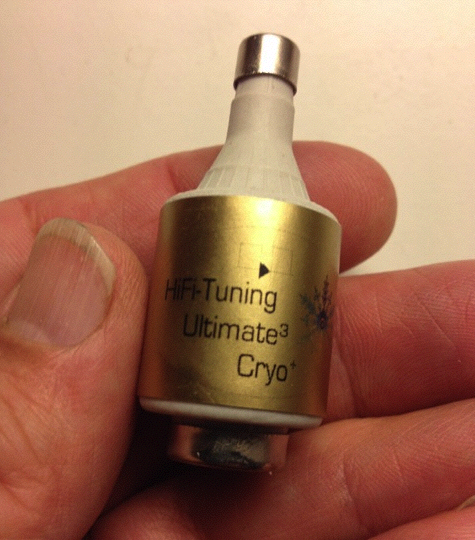 HiFi-Tuning
Ultimate³
Cryo⁺